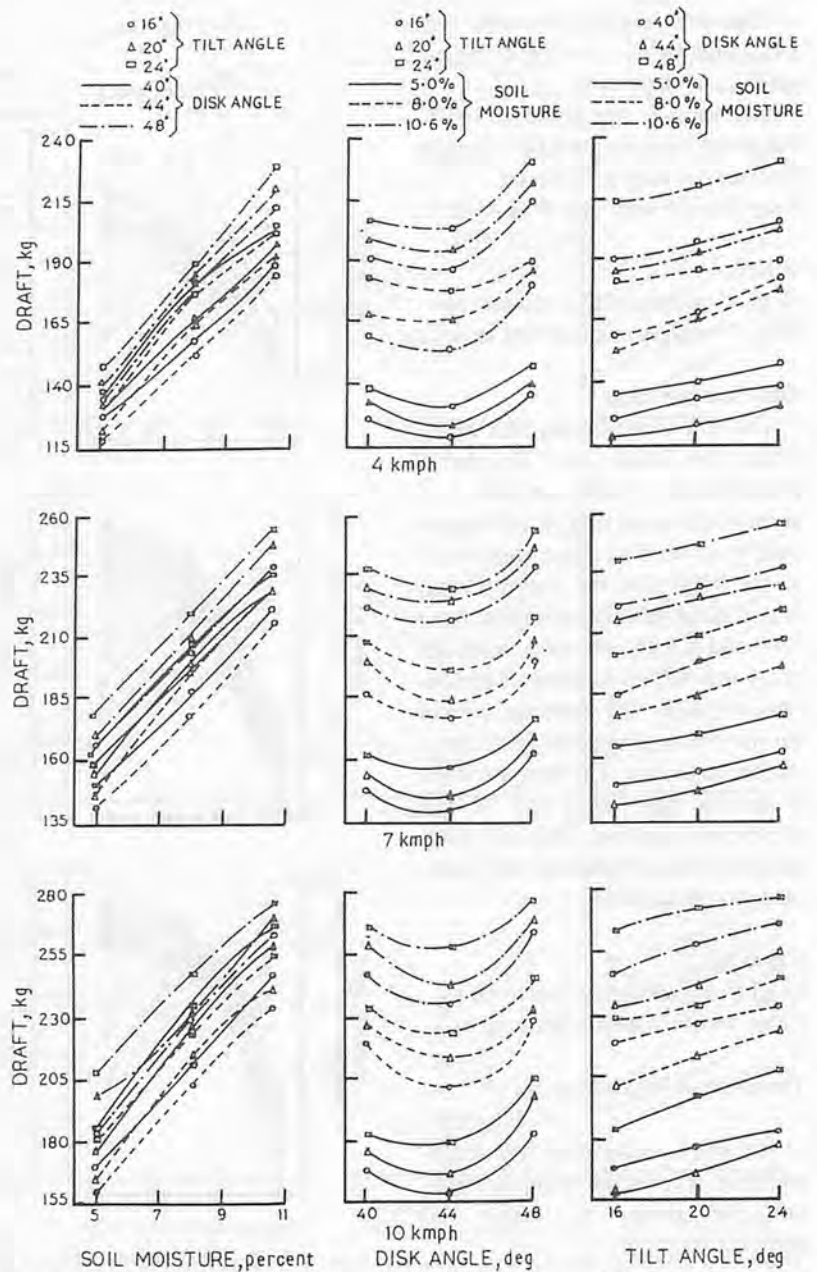 16°
20°
24°
TILT ANGLE
40°
44°
48°
DISK ANGLE
16°
20°
24°
TILT ANGLE
5.0%
8.0%
10.6%
SOIL
MOISTURE
40°
44°
48°
DISK ANGLE
5.0%
8.0%
10.6%
SOIL
MOISTURE
DRAFT, kg
240
215
190
165
140
115
4 kmph
DRAFT, kg
260
235
210
185
160
135
7 kmph
DRAFT, kg
280
255
230
205
180
155
5 7 9 11
40 44 48
16 20 24
10 kmph
SOIL MOISTURE, percent
DISK ANGLE, deg
TILT ANGLE, deg